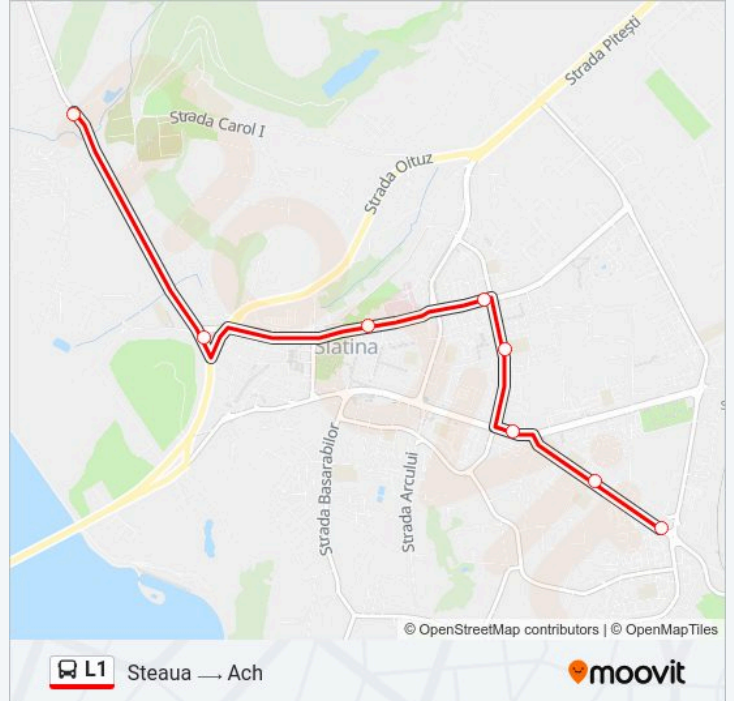 Strada Pitești
Strada Carol I
Strada Oituz
Slatina
Strada Basarabilor
Strada Arcului
© OpenStreetMap contributors | © OpenMapTiles
L1 Steaua → Ach
moovit